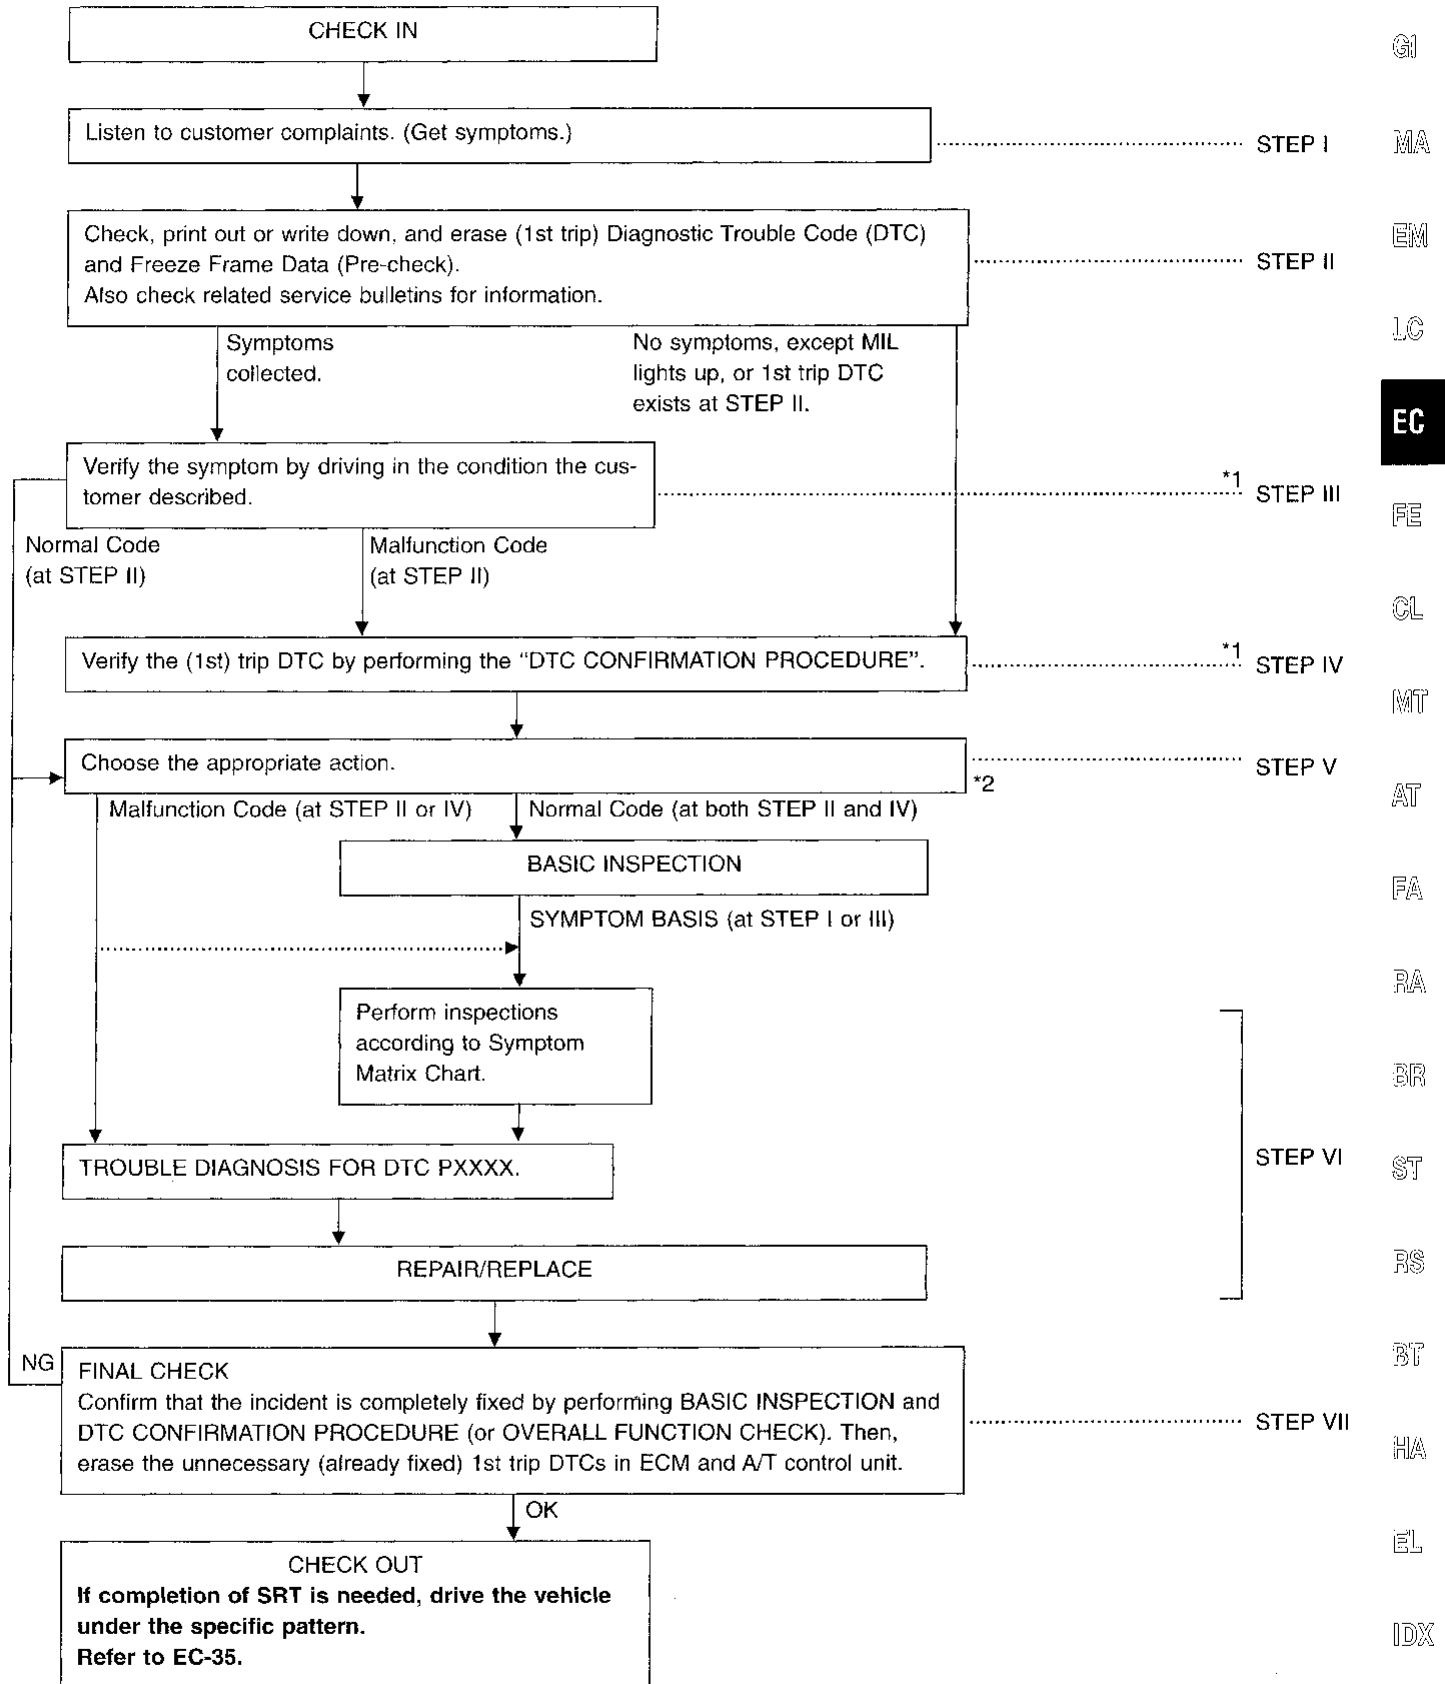 CHECK IN
GI
Listen to customer complaints. (Get symptoms.)
STEP I
MA
Check, print out or write down, and erase (1st trip) Diagnostic Trouble Code (DTC)
and Freeze Frame Data (Pre-check).
Also check related service bulletins for information.
STEP II
EM
LC
Symptoms
collected.
No symptoms, except MIL
lights up, or 1st trip DTC
exists at STEP II.
EC
Verify the symptom by driving in the condition the cus-
tomer described.
*1 STEP III
FE
Normal Code
(at STEP II)
Malfunction Code
(at STEP II)
CL
Verify the (1st) trip DTC by performing the “DTC CONFIRMATION PROCEDURE”.
*1 STEP IV
MT
Choose the appropriate action.
*2
STEP V
AT
Malfunction Code (at STEP II or IV)
Normal Code (at both STEP II and IV)
BASIC INSPECTION
FA
SYMPTOM BASIS (at STEP I or III)
RA
Perform inspections
according to Symptom
Matrix Chart.
BR
TROUBLE DIAGNOSIS FOR DTC PXXXX.
STEP VI
ST
REPAIR/REPLACE
RS
NG
BT
FINAL CHECK
Confirm that the incident is completely fixed by performing BASIC INSPECTION and
DTC CONFIRMATION PROCEDURE (or OVERALL FUNCTION CHECK). Then,
erase the unnecessary (already fixed) 1st trip DTCs in ECM and A/T control unit.
STEP VII
HA
OK
EL
CHECK OUT
If completion of SRT is needed, drive the vehicle
under the specific pattern.
Refer to EC-35.
IDX